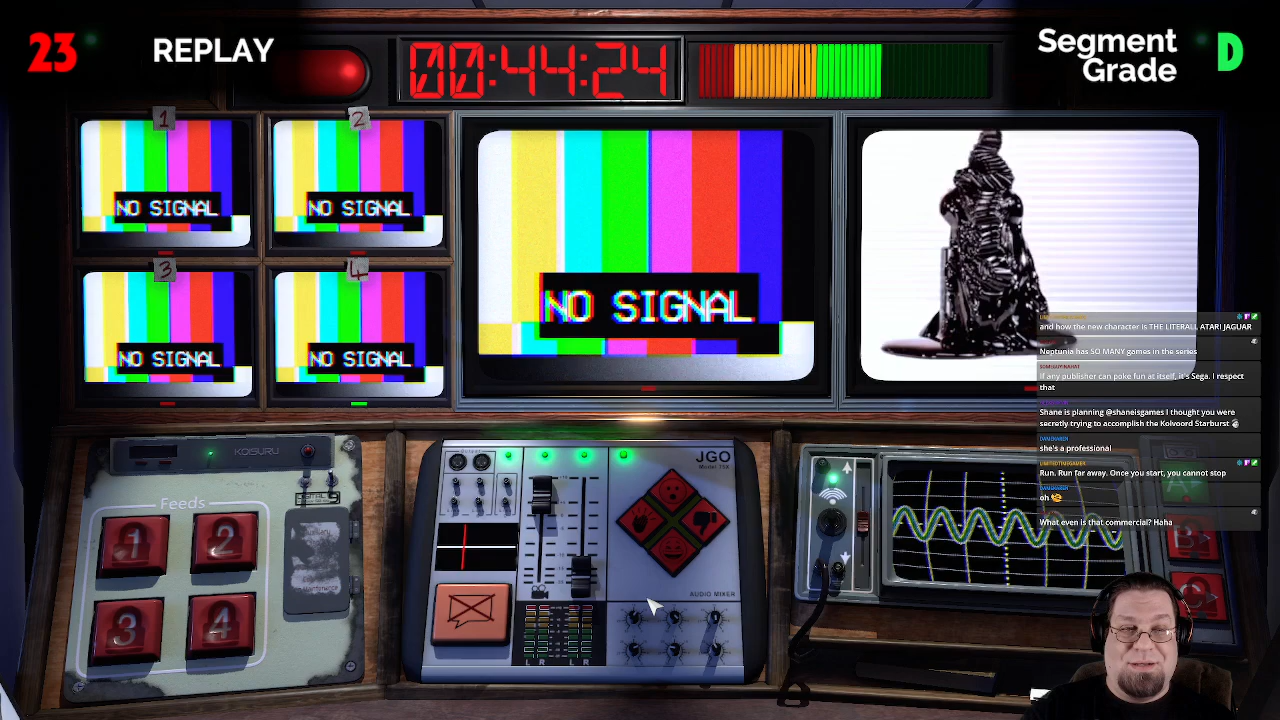 23
REPLAY
00:44:24
Segment
Grade
D
1
2
NO SIGNAL
NO SIGNAL
3
4
NO SIGNAL
NO SIGNAL
NO SIGNAL
and how the new character is THE LITERALL ATARI JAGUAR
Neptunia has SO MANY games in the series
If any publisher can poke fun at itself, it's Sega. I respect
that
Shane is planning @shaneisgames I thought you were
secretly trying to accomplish the Kolvoord Starburst
she's a professional
Run. Run far away. Once you start, you cannot stop
oh
What even is that commercial? Haha
KOISURU
Feeds
1
2
3
4
JGO
AUDIO MIXER
L R
L R